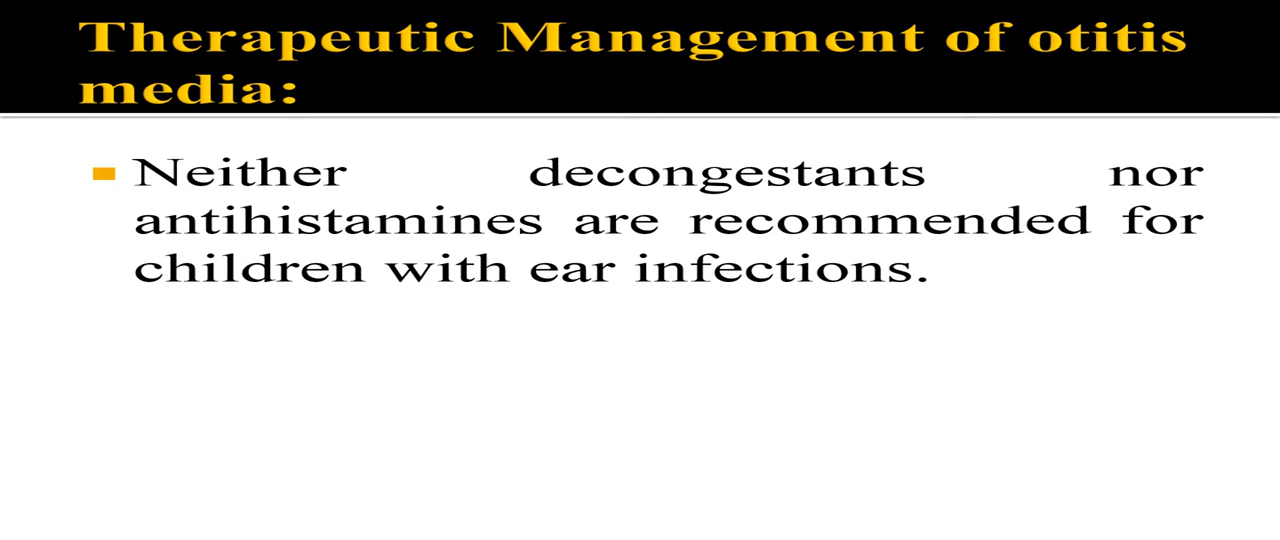 Therapeutic Management of otitis
media:
Neither decongestants nor
antihistamines are recommended for
children with ear infections.